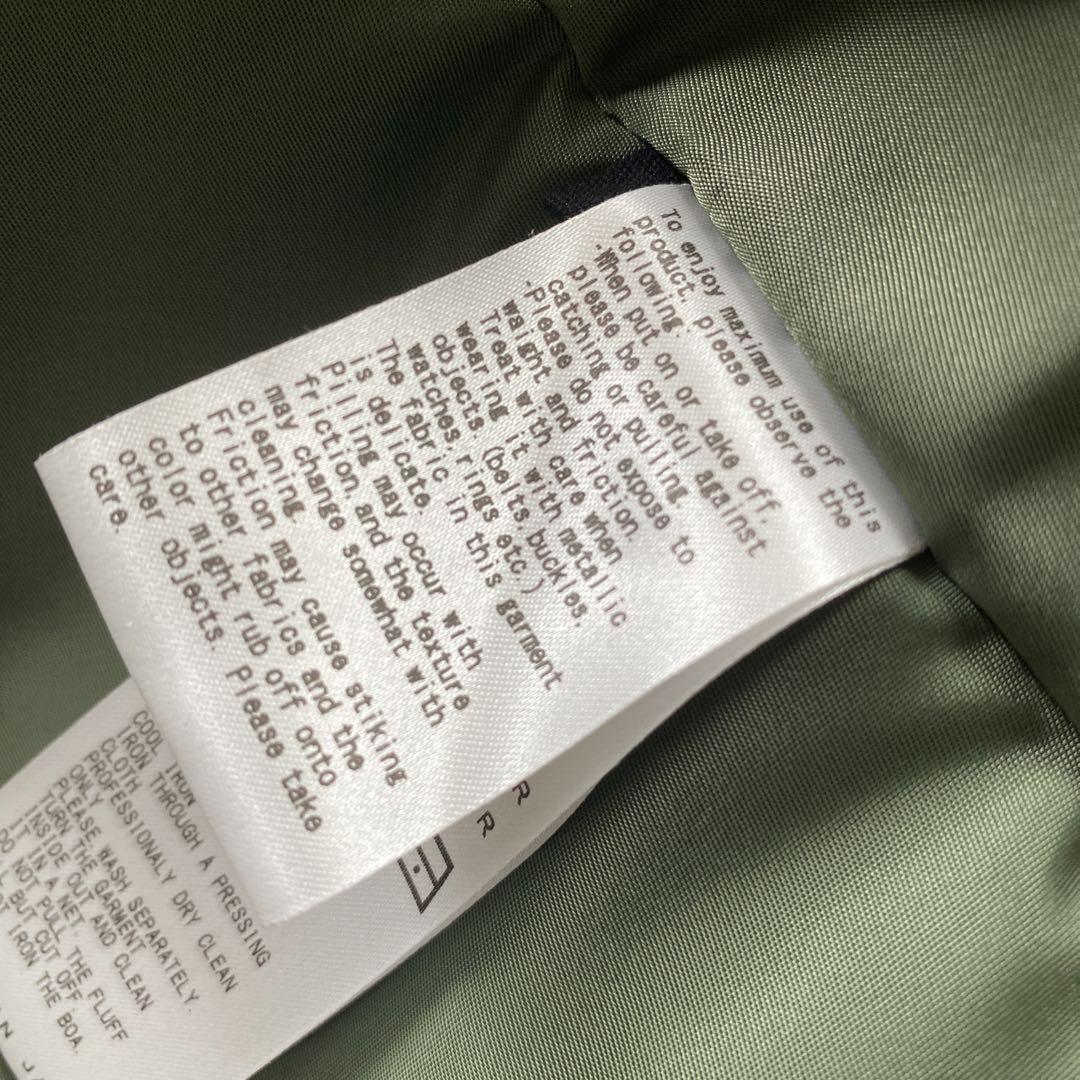 To enjoy maximum use of this
product, please observe the
following.
·When put on or take off.
please be careful against
catching or pulling.
·Please do not expose to
waight and friction.
Treat with care when
wearing it with metallic
objects. (belts,buckles,
watches,rings etc.)
The fabric in this garment
is delicate.
Pilling may occur with
friction, and the texture
may change somewhat with
cleaning.
Friction may cause stiking
to other fabrics and the
color might rub off onto
other objects. Please take
care.
R
R
COOL IRON
IRON THROUGH A PRESSING
CLOTH
PROFESSIONALY DRY CLEAN
ONLY
PLEASE WASH SEPARATELY.
TURN THE GARMENT
INSIDE OUT AND CLEAN
IT IN A NET.
DO NOT PULL THE FLUFF
BUT CUT OFF
IRON THE BOA.